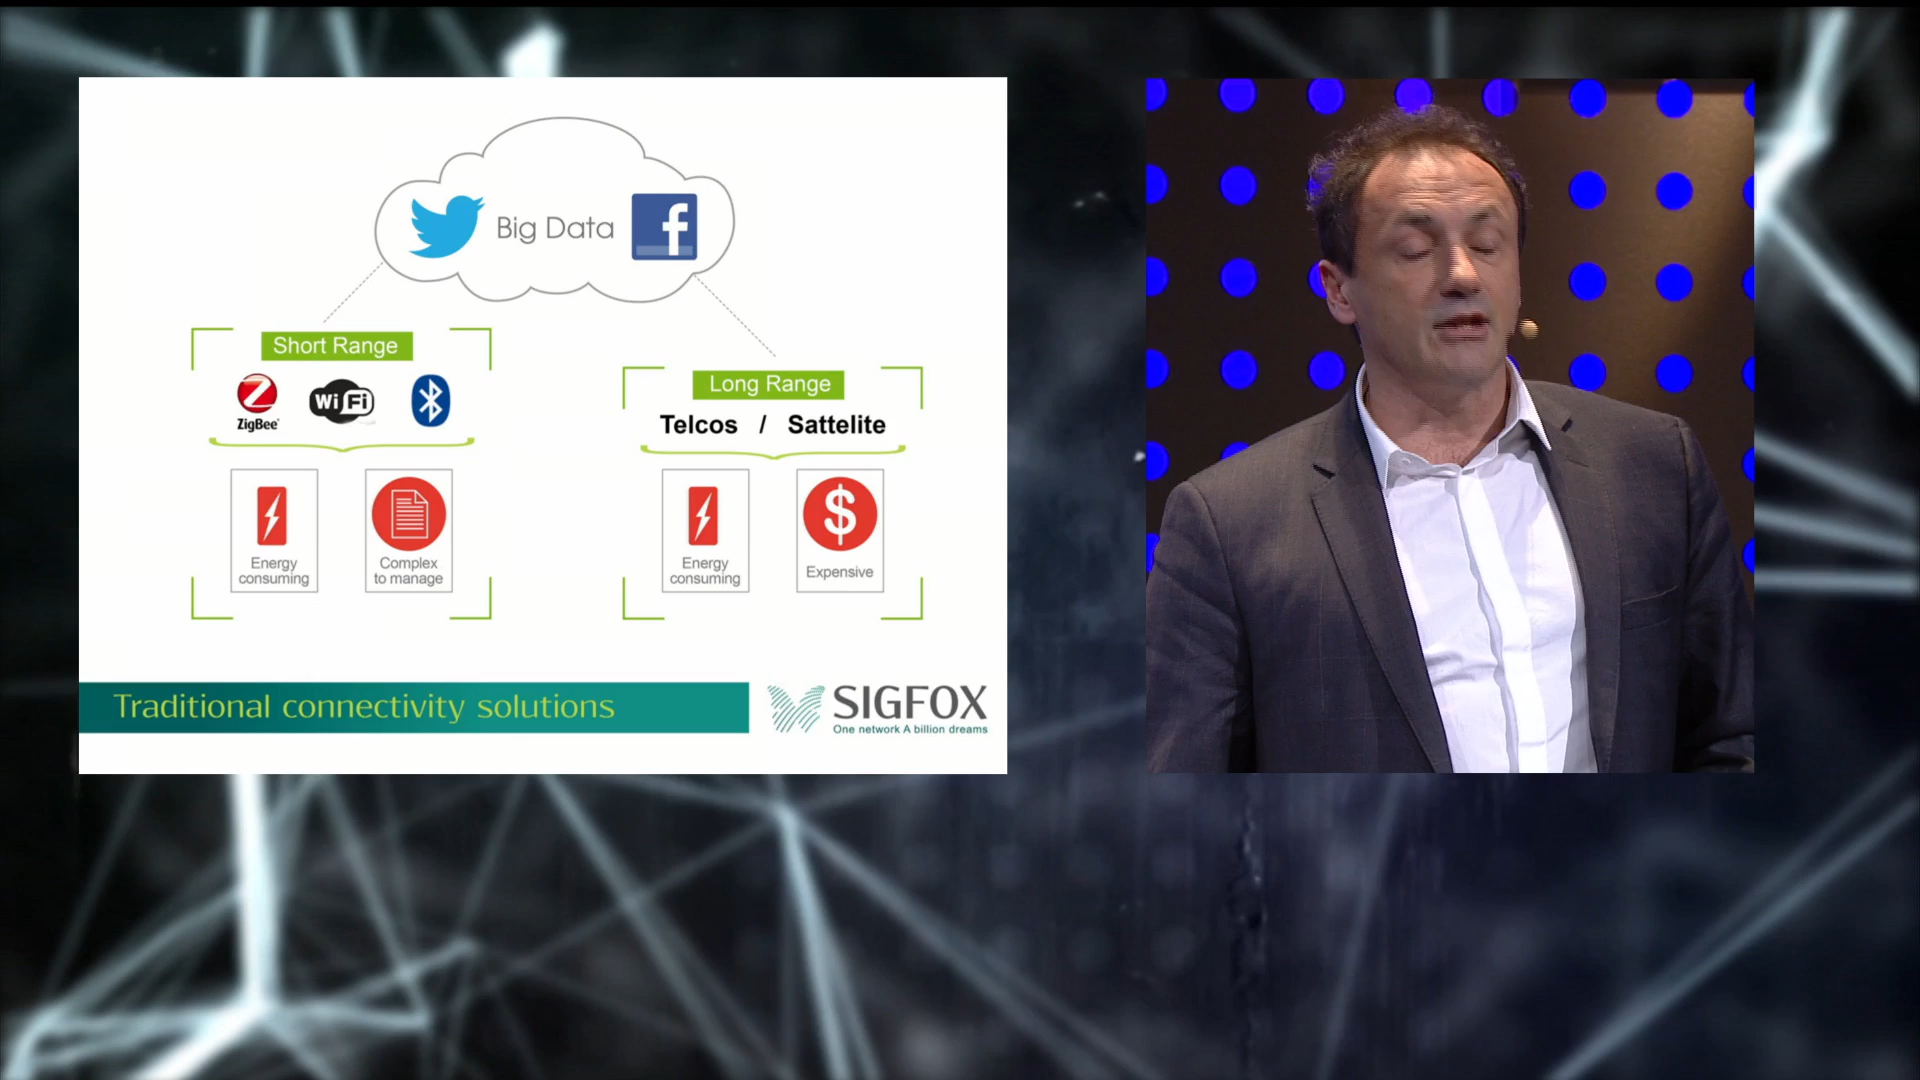 Big Data
f
Short Range
ZigBee
WiFi
Energy
consuming
Complex
to manage
Long Range
Telcos / Sattelite
Energy
consuming
$
Expensive
Traditional connectivity solutions
SIGFOX
One network A billion dreams